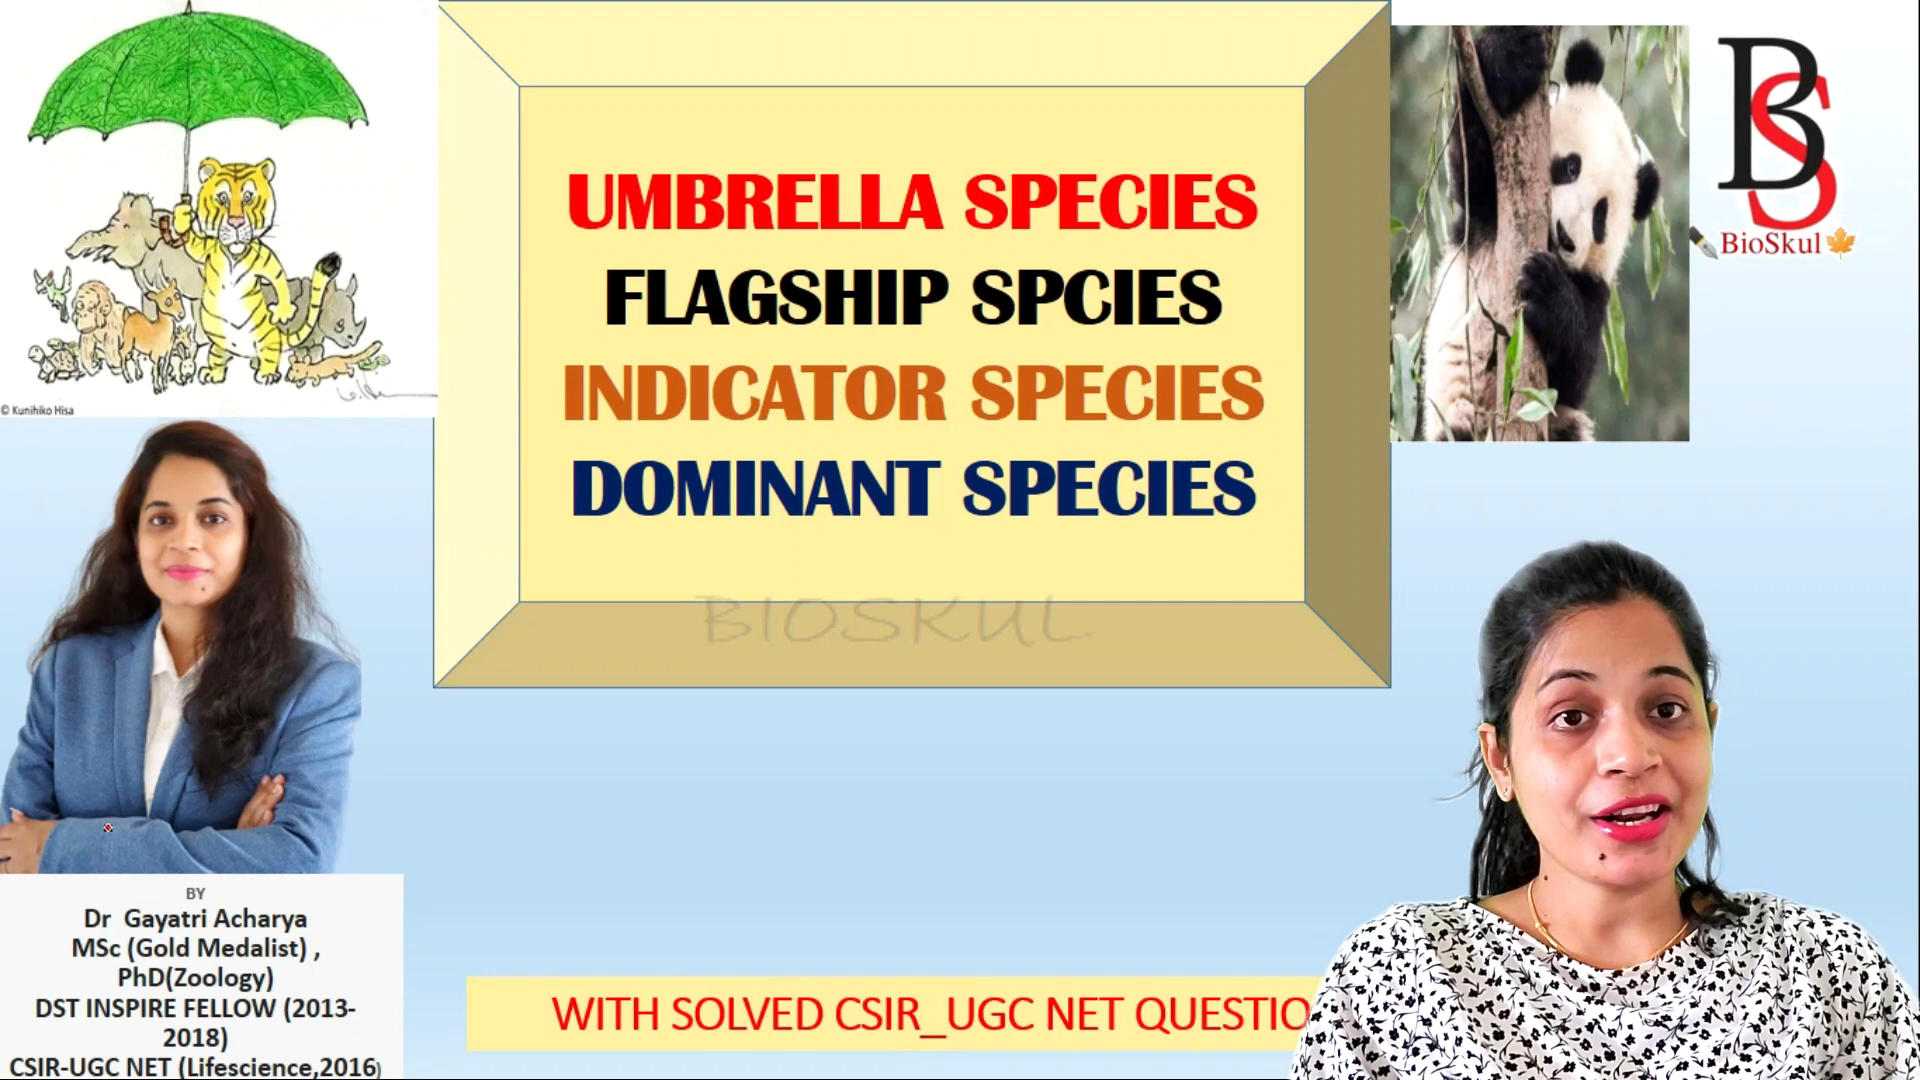 UMBRELLA SPECIES
FLAGSHIP SPCIES
INDICATOR SPECIES
DOMINANT SPECIES
BIOSKUL
BS
BioSkul
© Kunihiko Hisa
BY
Dr Gayatri Acharya
MSc (Gold Medalist) ,
PhD(Zoology)
DST INSPIRE FELLOW (2013-
2018)
CSIR-UGC NET (Lifescience,2016)
WITH SOLVED CSIR_UGC NET QUESTIO